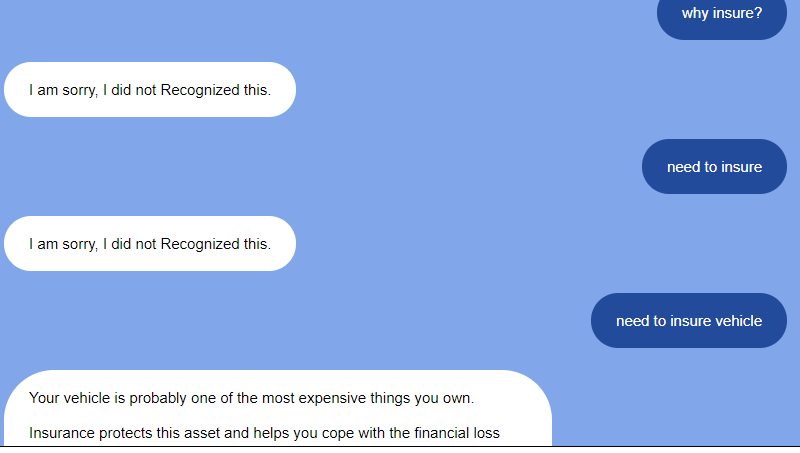 why insure?
I am sorry, I did not Recognized this.
need to insure
I am sorry, I did not Recognized this.
need to insure vehicle
Your vehicle is probably one of the most expensive things you own.
Insurance protects this asset and helps you cope with the financial loss